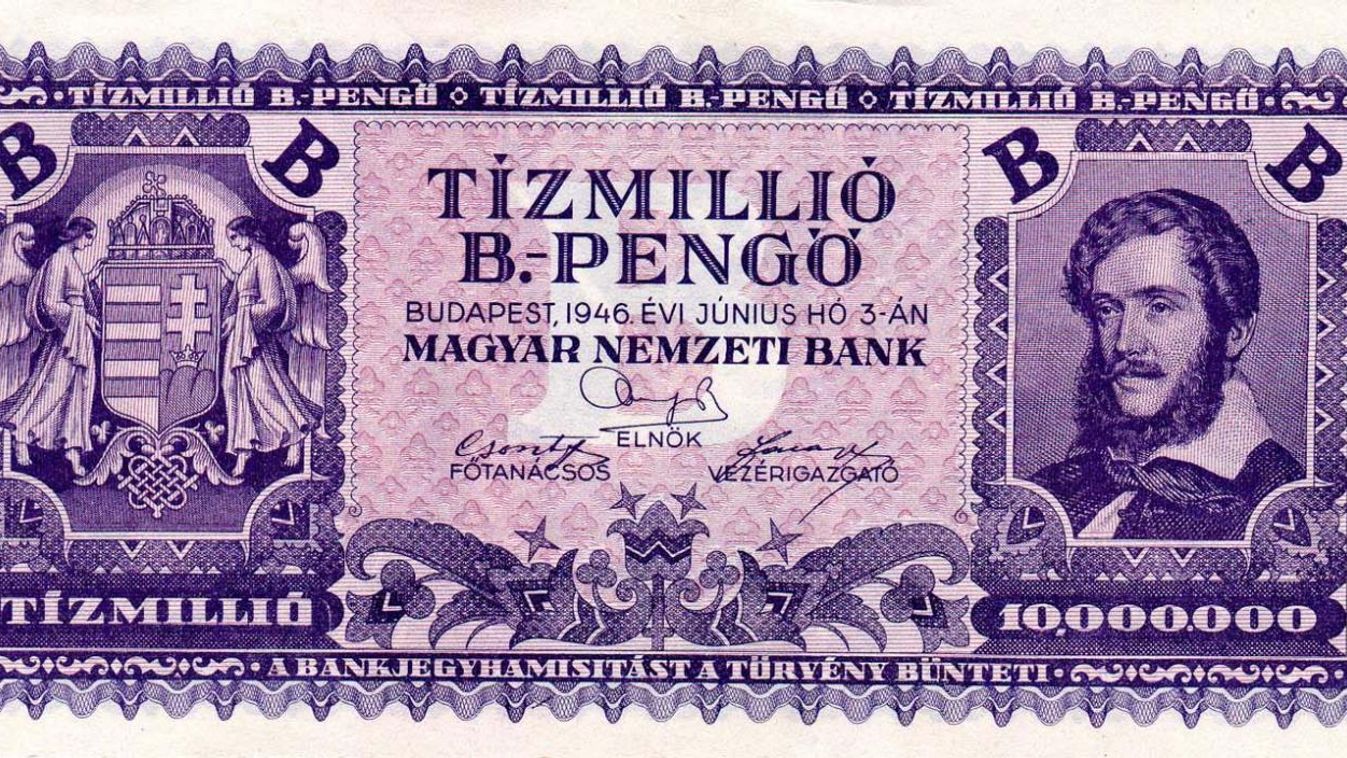 TÍZMILLIÓ B.-PENGŐ TÍZMILLIÓ B.-PENGŐ TÍZMILLIÓ B.-PENGŐ
B B B B
TÍZMILLIÓ
B.-PENGŐ
BUDAPEST, 1946. ÉVI JÚNIUS HÓ 3-ÁN
MAGYAR NEMZETI BANK
ELNÖK
FŐTANÁCSOS VEZÉRIGAZGATÓ
TÍZMILLIÓ 10,000.000
A BANKJEGYHAMISITÁST A TÖRVÉNY BÜNTETI